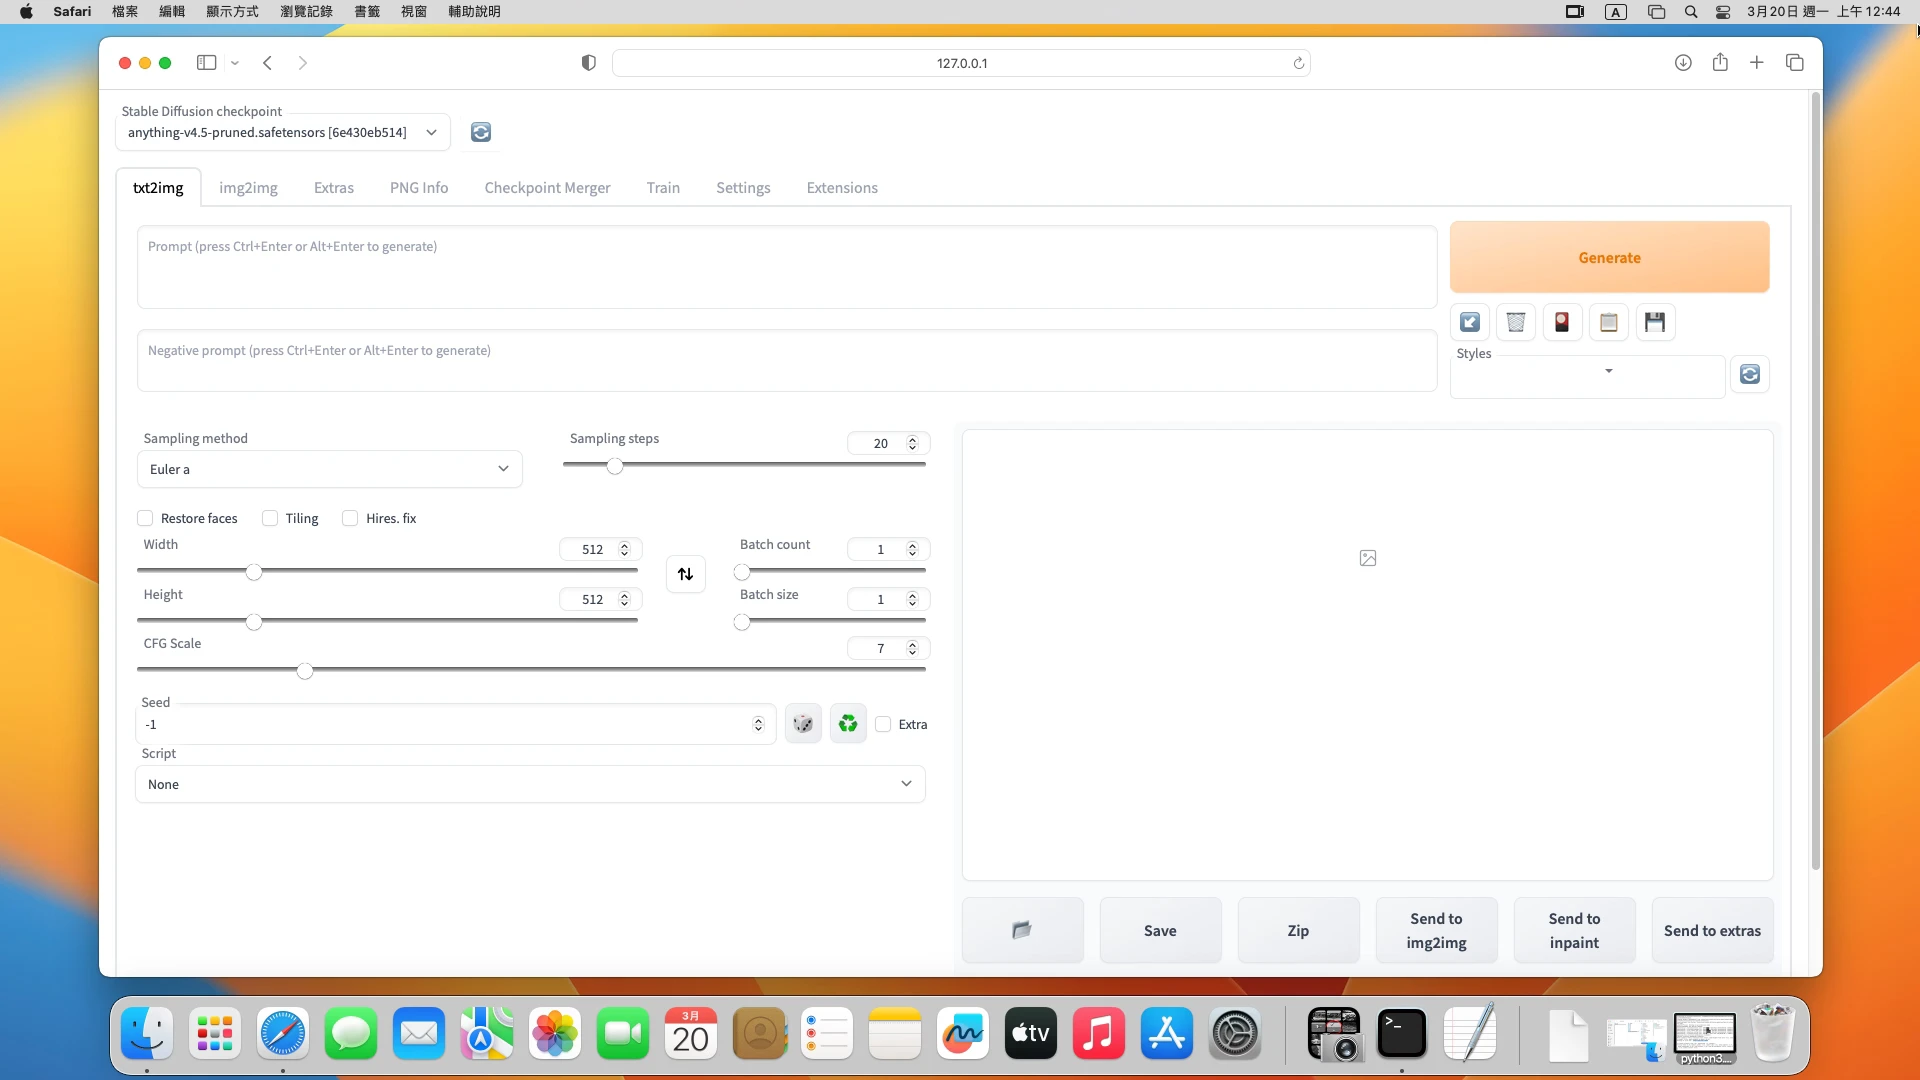 Safari 檔案 編輯 顯示方式 瀏覽記錄 書籤 視窗 輔助說明 A 3月20日 週一 上午 12:44
127.0.0.1
Stable Diffusion checkpoint
anything-v4.5-pruned.safetensors [6e430eb514]
txt2img img2img Extras PNG Info Checkpoint Merger Train Settings Extensions
Prompt (press Ctrl+Enter or Alt+Enter to generate)
Generate
Negative prompt (press Ctrl+Enter or Alt+Enter to generate)
Styles
Sampling method
Euler a
Sampling steps
20
Restore faces Tiling Hires. fix
Width
512
Batch count
1
Height
512
Batch size
1
CFG Scale
7
Seed
-1
Extra
Script
None
Save
Zip
Send to
img2img
Send to
inpaint
Send to extras
3月
20
tv
>_
python3....